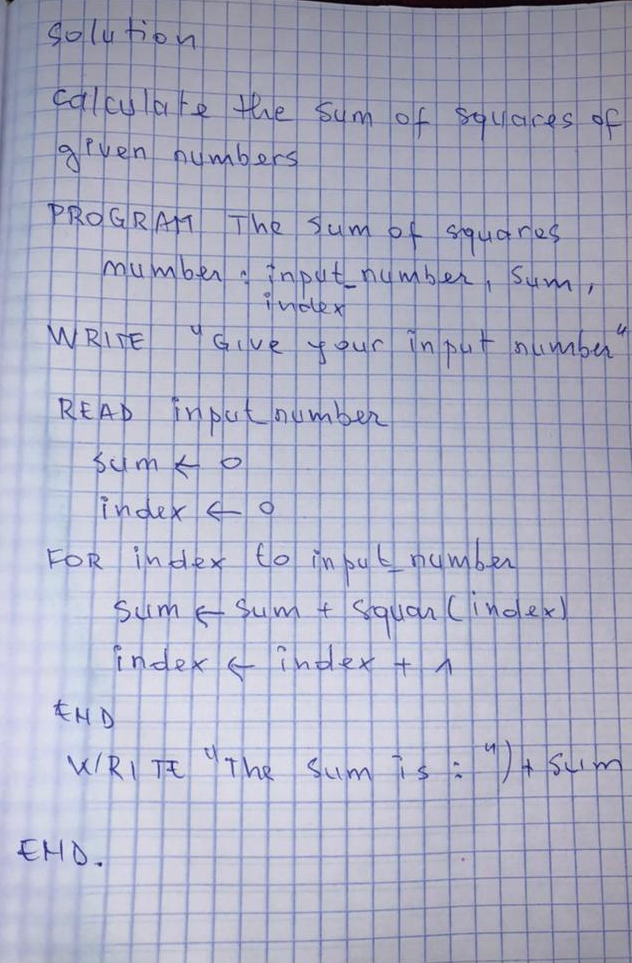 solution
calculate the sum of squares of
given numbers
PROGRAM The sum of squares
number : input_number, sum,
index
WRITE "Give your input number"
READ input_number
sum ← 0
index ← 0
FOR index to input_number
sum ← sum + squar(index)
index ← index + 1
END
WRITE "The sum is : ") + sum
END.